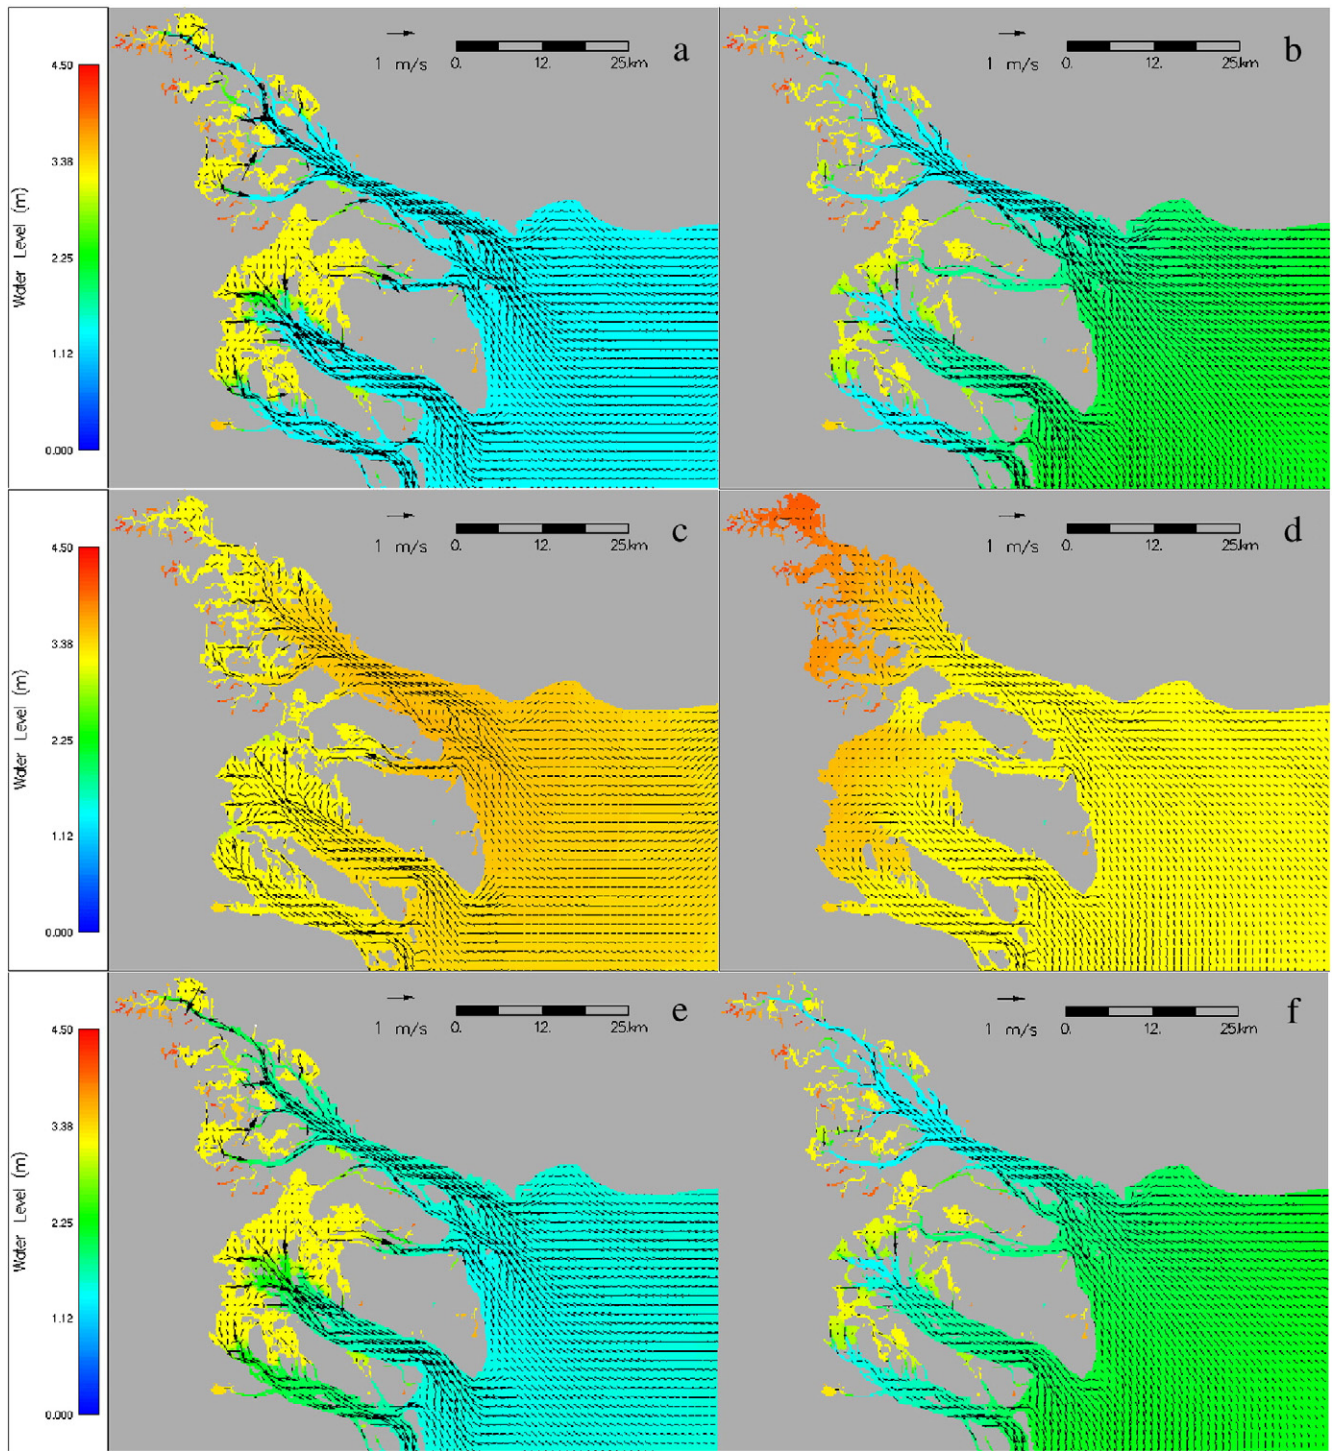 4.50
3.38
2.25
1.12
0.000
Water Level (m)
1 m/s
0. 12. 25.km
a
1 m/s
0. 12. 25.km
b
4.50
3.38
2.25
1.12
0.000
Water Level (m)
1 m/s
0. 12. 25.km
c
1 m/s
0. 12. 25.km
d
4.50
3.38
2.25
1.12
0.000
Water Level (m)
1 m/s
0. 12. 25.km
e
1 m/s
0. 12. 25.km
f